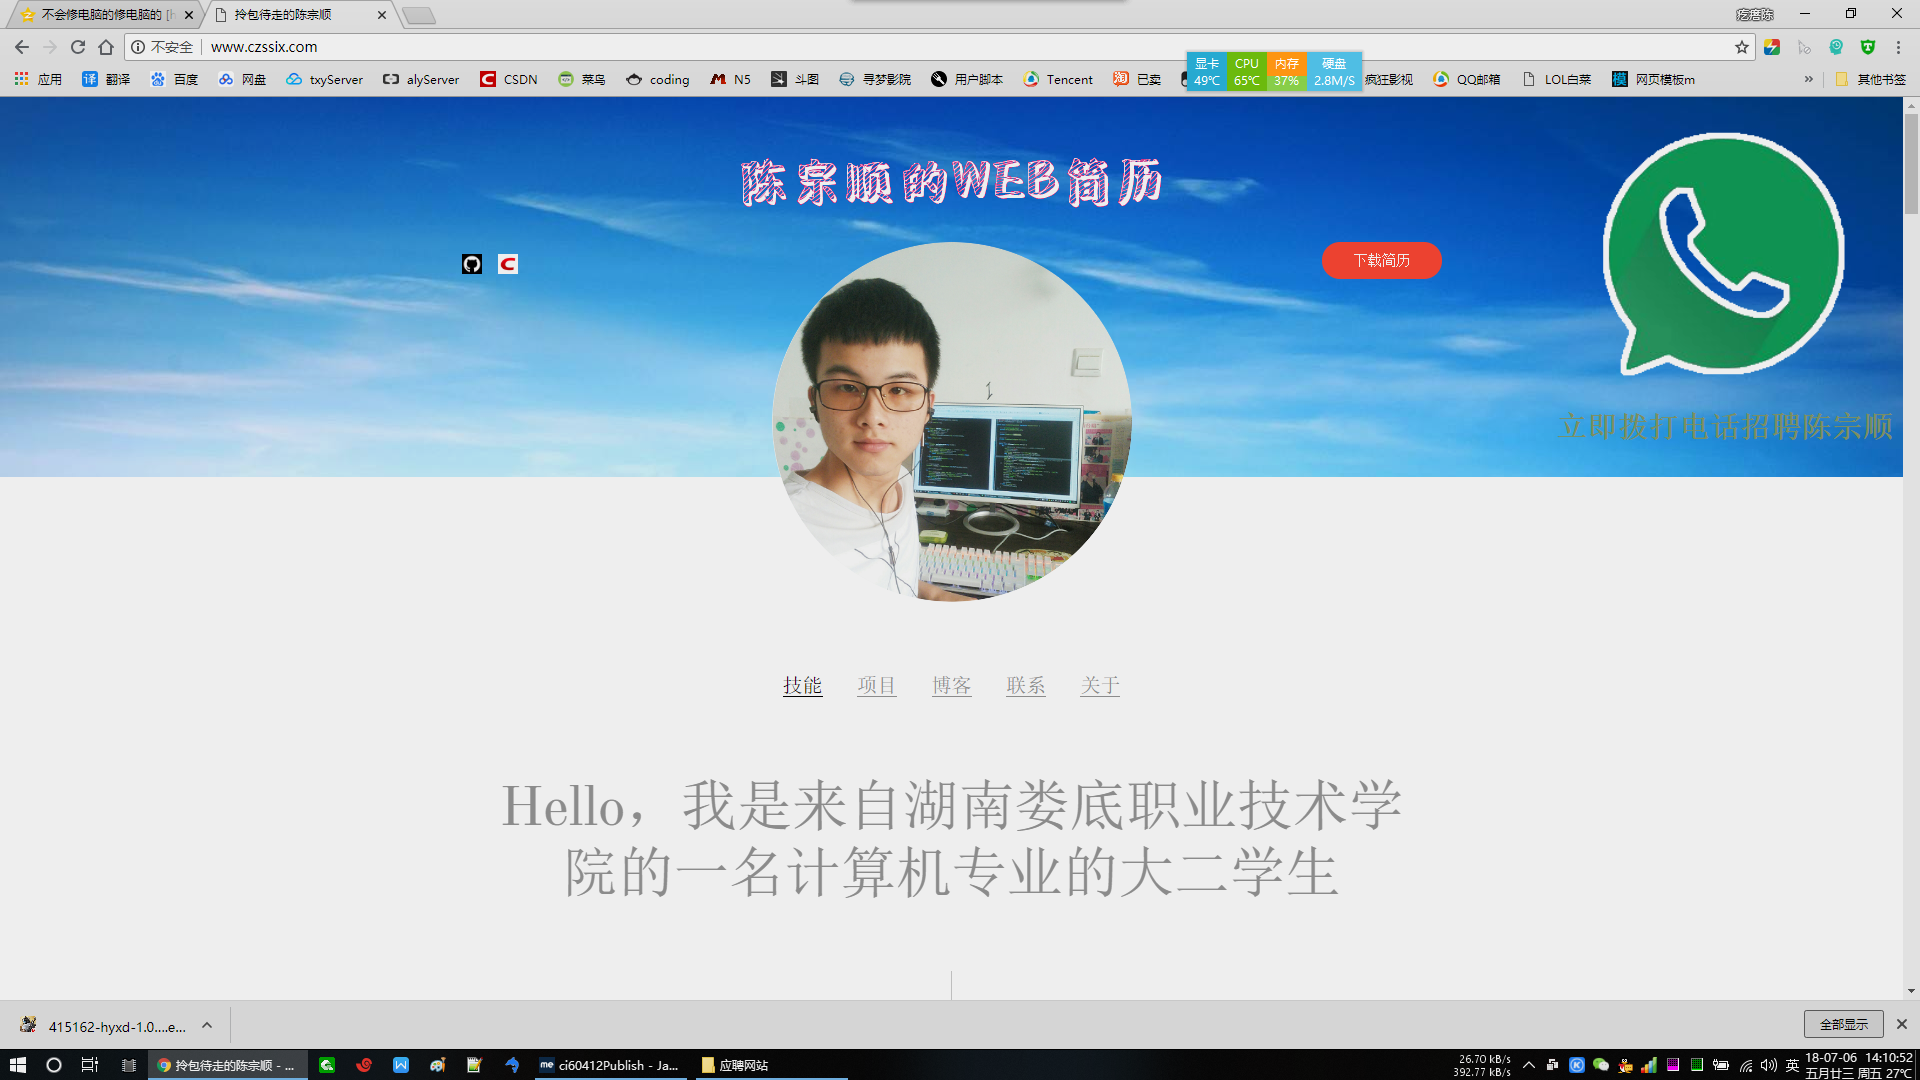 不会修电脑的修电脑的 [h
拎包待走的陈宗顺
疙瘩陈
不安全 www.czssix.com
应用 翻译 百度 网盘 txyServer alyServer CSDN 菜鸟 coding N5 斗图 寻梦影院 用户脚本 Tencent 已卖 疯狂影视 QQ邮箱 LOL白菜 网页模板m » 其他书签
显卡 CPU 内存 硬盘
49℃ 65℃ 37% 2.8M/S
陈宗顺的WEB简历
下载简历
立即拨打电话招聘陈宗顺
技能 项目 博客 联系 关于
Hello，我是来自湖南娄底职业技术学
院的一名计算机专业的大二学生
415162-hyxd-1.0....e...
全部显示
拎包待走的陈宗顺 - ...
ci60412Publish - Ja...
应聘网站
26.70 kB/s
392.77 kB/s
英
18-07-06 14:10:52
五月廿三 周五 27℃